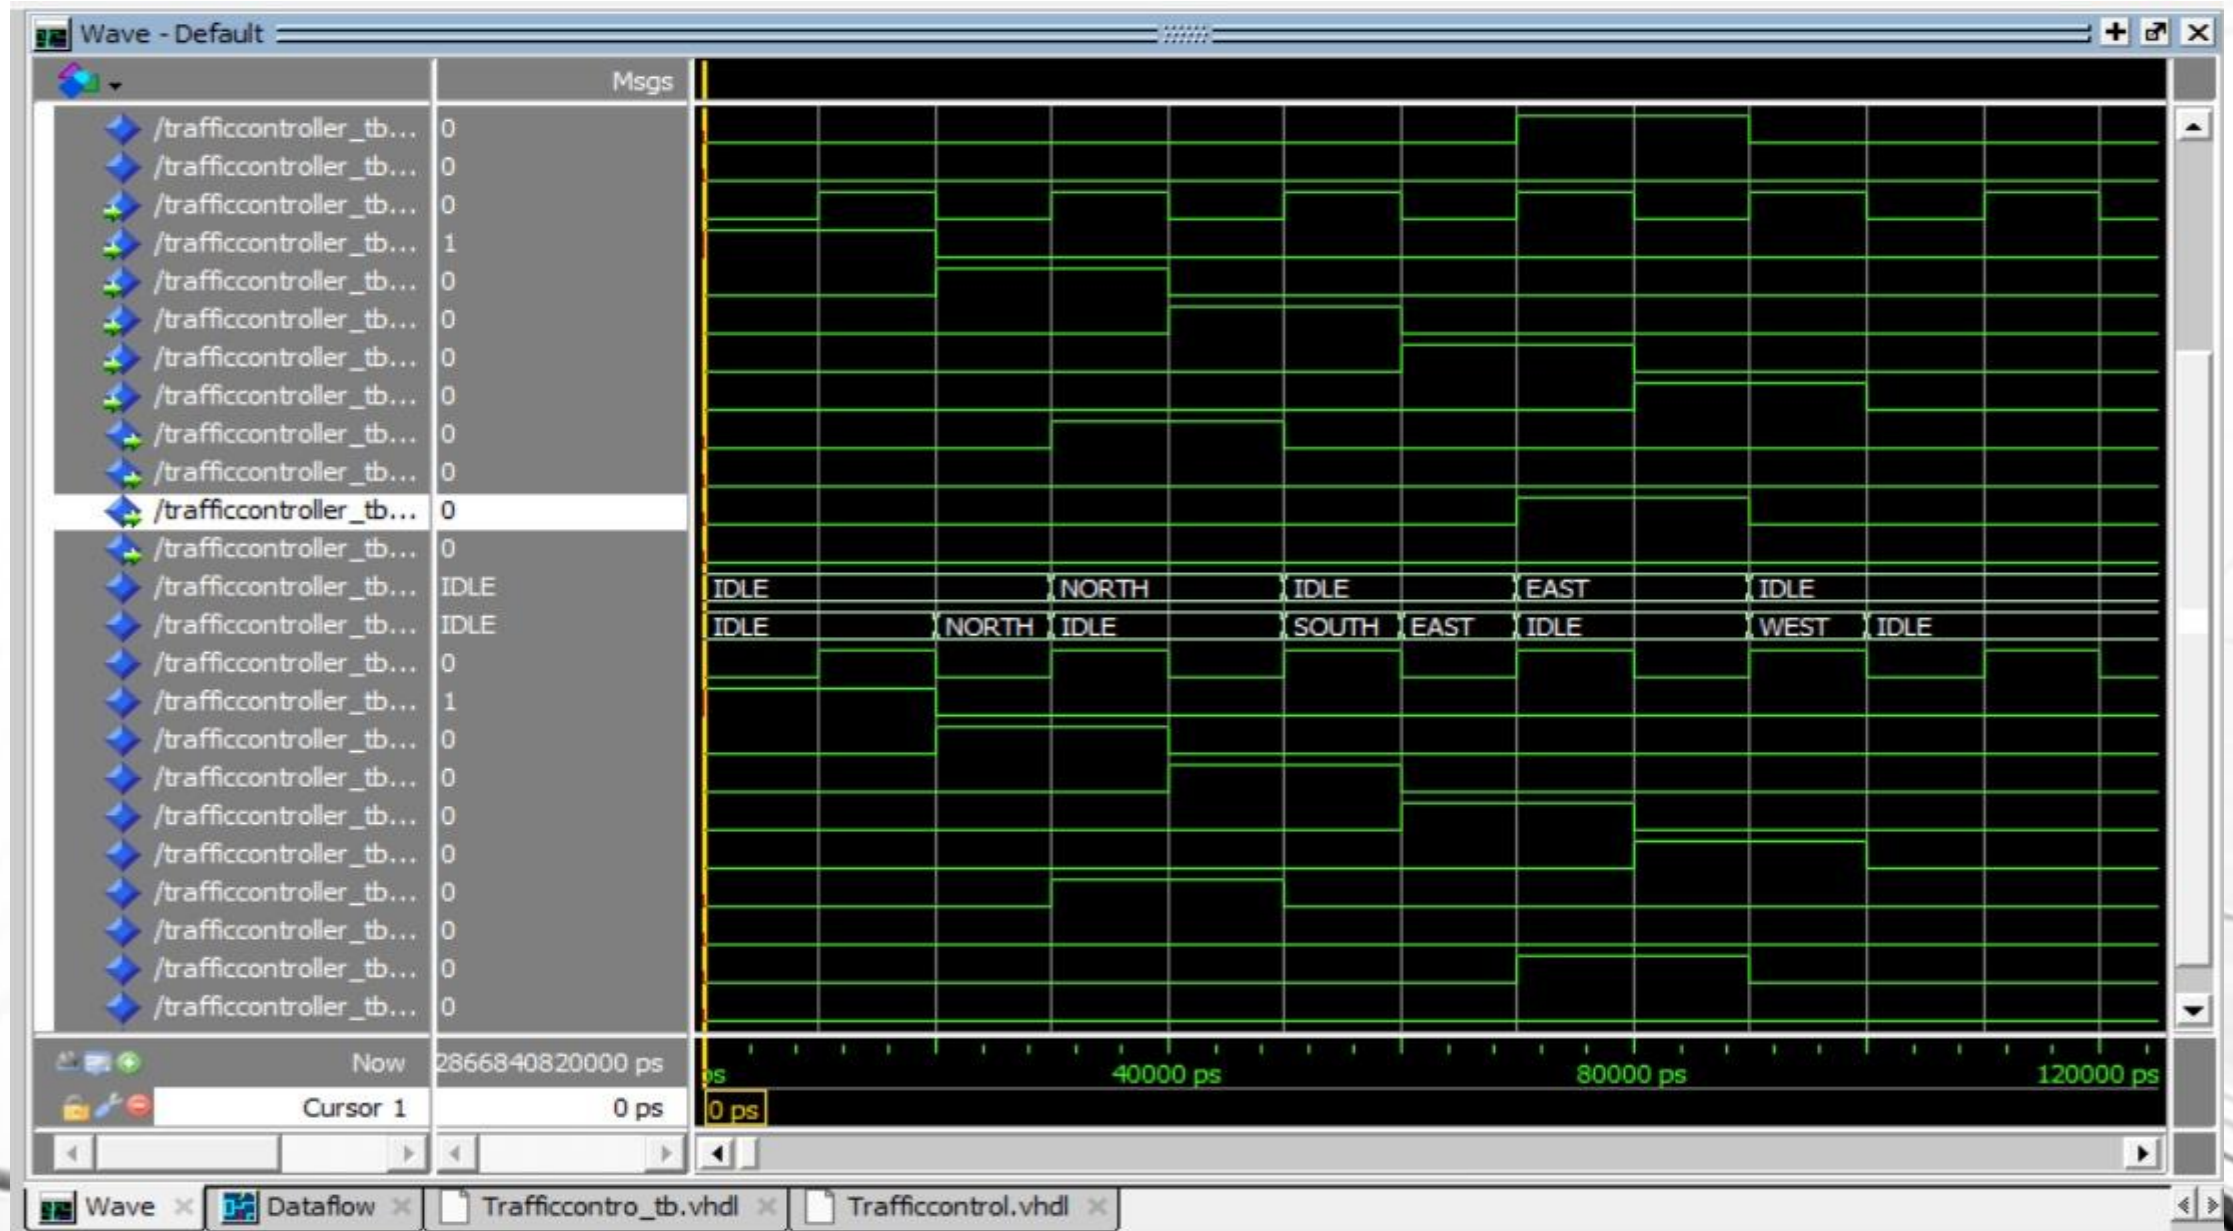 Wave - Default
Msgs
/trafficcontroller_tb... 0
/trafficcontroller_tb... 0
/trafficcontroller_tb... 0
/trafficcontroller_tb... 1
/trafficcontroller_tb... 0
/trafficcontroller_tb... 0
/trafficcontroller_tb... 0
/trafficcontroller_tb... 0
/trafficcontroller_tb... 0
/trafficcontroller_tb... 0
/trafficcontroller_tb... 0
/trafficcontroller_tb... 0
/trafficcontroller_tb... IDLE IDLE NORTH IDLE EAST IDLE
/trafficcontroller_tb... IDLE IDLE NORTH IDLE SOUTH EAST IDLE WEST IDLE
/trafficcontroller_tb... 0
/trafficcontroller_tb... 1
/trafficcontroller_tb... 0
/trafficcontroller_tb... 0
/trafficcontroller_tb... 0
/trafficcontroller_tb... 0
/trafficcontroller_tb... 0
/trafficcontroller_tb... 0
/trafficcontroller_tb... 0
/trafficcontroller_tb... 0
Now 2866840820000 ps ps 40000 ps 80000 ps 120000 ps
Cursor 1 0 ps 0 ps
Wave Dataflow Trafficcontro_tb.vhdl Trafficcontrol.vhdl